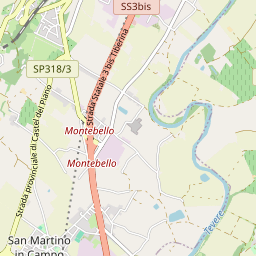 SS3bis
SP318/3
Strada Statale 3 bis Tiberina
Strada provinciale di Castel del Piano
Montebello
Montebello
Tevere
San Martino
in Campo